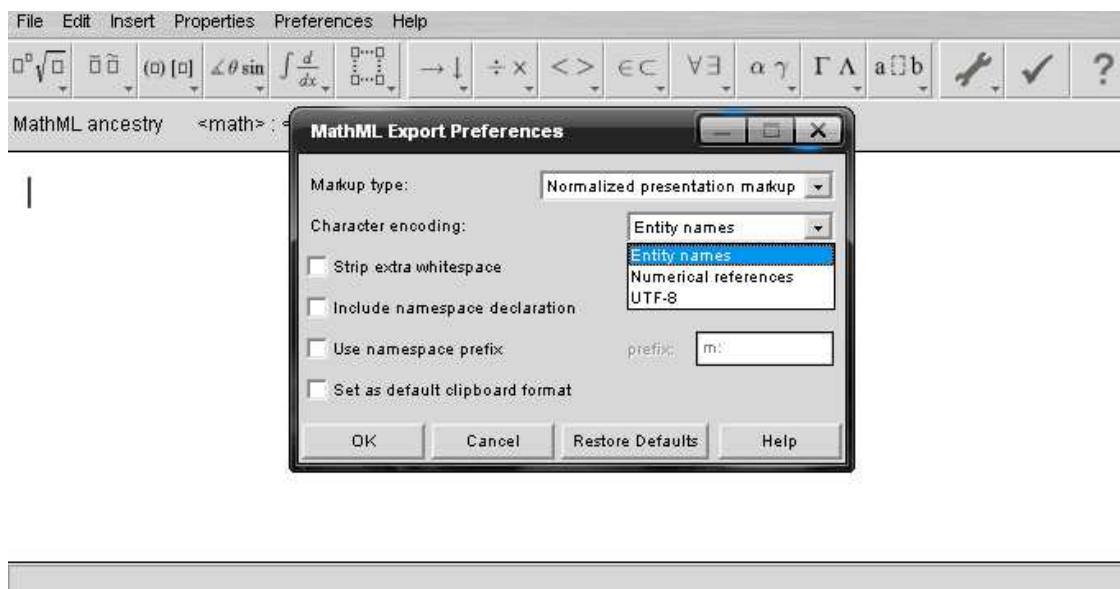 File Edit Insert Properties Preferences Help
(□) [□] ∠θ sin ∫ d/dx → ↓ ÷ × < > ∈ ⊂ ∀ ∃ α γ Γ Λ a b ?
MathML ancestry <math> :
MathML Export Preferences
Markup type: Normalized presentation markup
Character encoding: Entity names
Entity names
Strip extra whitespace
Numerical references
UTF-8
Include namespace declaration
Use namespace prefix prefix: m:
Set as default clipboard format
OK Cancel Restore Defaults Help